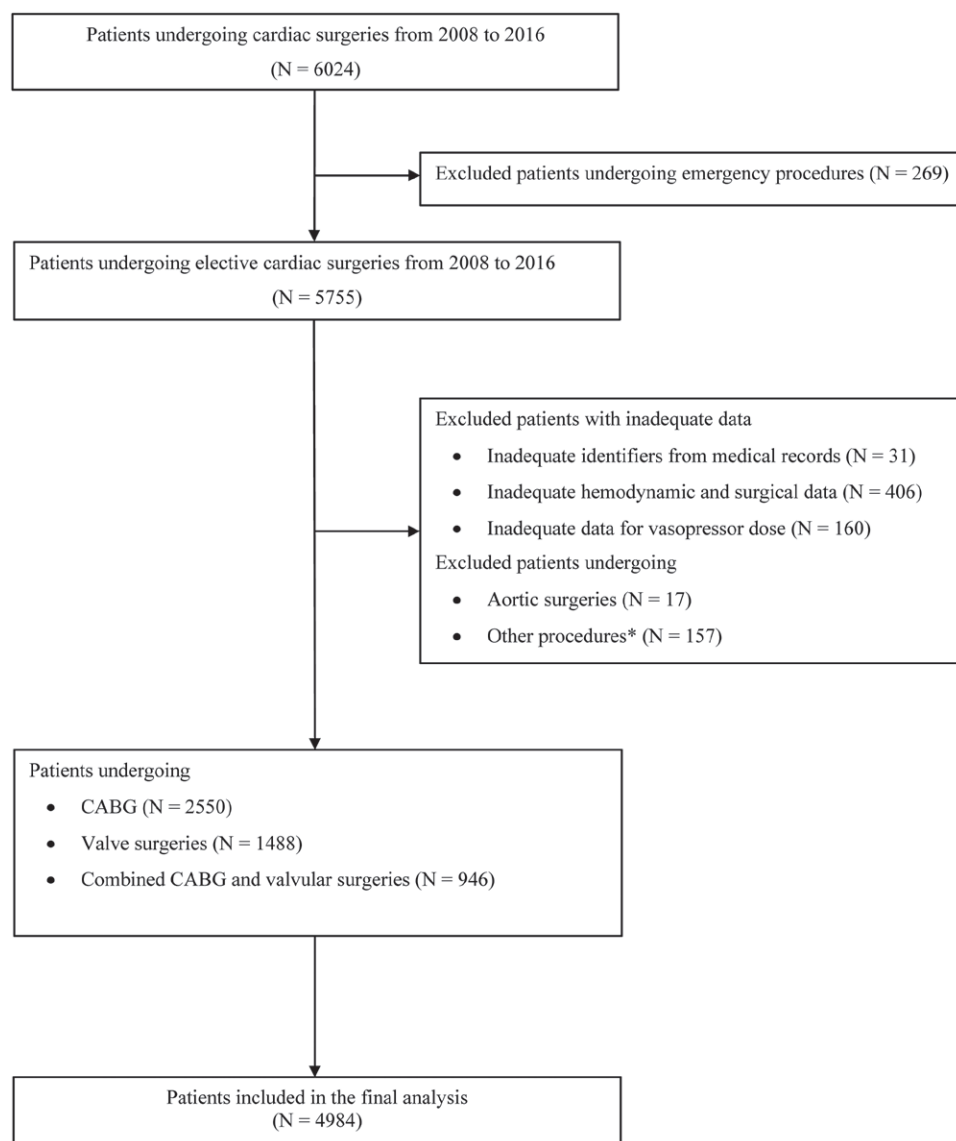 Patients undergoing cardiac surgeries from 2008 to 2016
(N = 6024)
Excluded patients undergoing emergency procedures (N = 269)
Patients undergoing elective cardiac surgeries from 2008 to 2016
(N = 5755)
Excluded patients with inadequate data
• Inadequate identifiers from medical records (N = 31)
• Inadequate hemodynamic and surgical data (N = 406)
• Inadequate data for vasopressor dose (N = 160)
Excluded patients undergoing
• Aortic surgeries (N = 17)
• Other procedures* (N = 157)
Patients undergoing
• CABG (N = 2550)
• Valve surgeries (N = 1488)
• Combined CABG and valvular surgeries (N = 946)
Patients included in the final analysis
(N = 4984)